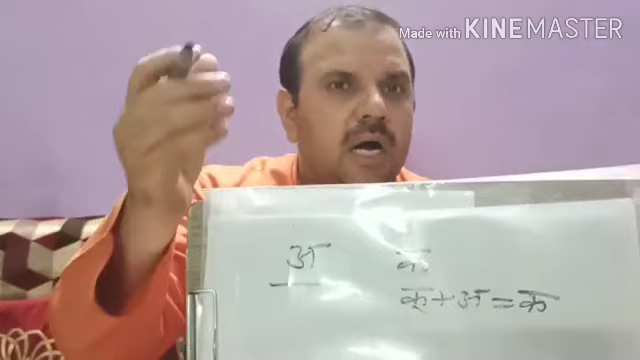 Made with KINEMASTER
अ क
क् + अ = क